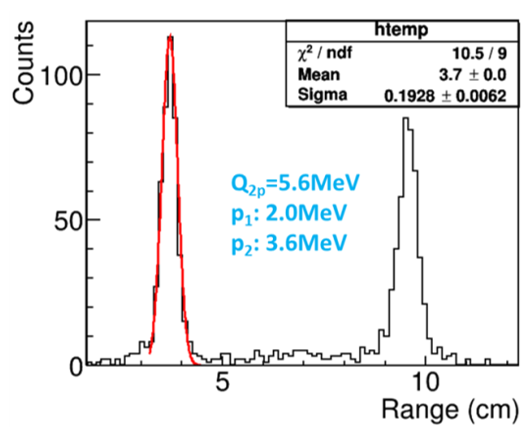 Counts
100
50
0
htemp
χ² / ndf 10.5 / 9
Mean 3.7 ± 0.0
Sigma 0.1928 ± 0.0062
Q₂ₚ=5.6MeV
p₁: 2.0MeV
p₂: 3.6MeV
5 10
Range (cm)